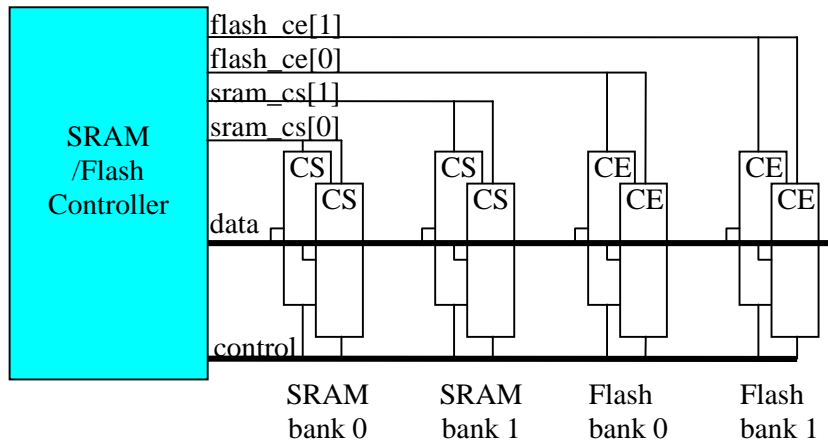 flash_ce[1]
flash_ce[0]
sram_cs[1]
sram_cs[0]
SRAM
/Flash
Controller
CS
CS
CE
CE
CS
CS
CE
CE
data
control
SRAM
bank 0
SRAM
bank 1
Flash
bank 0
Flash
bank 1